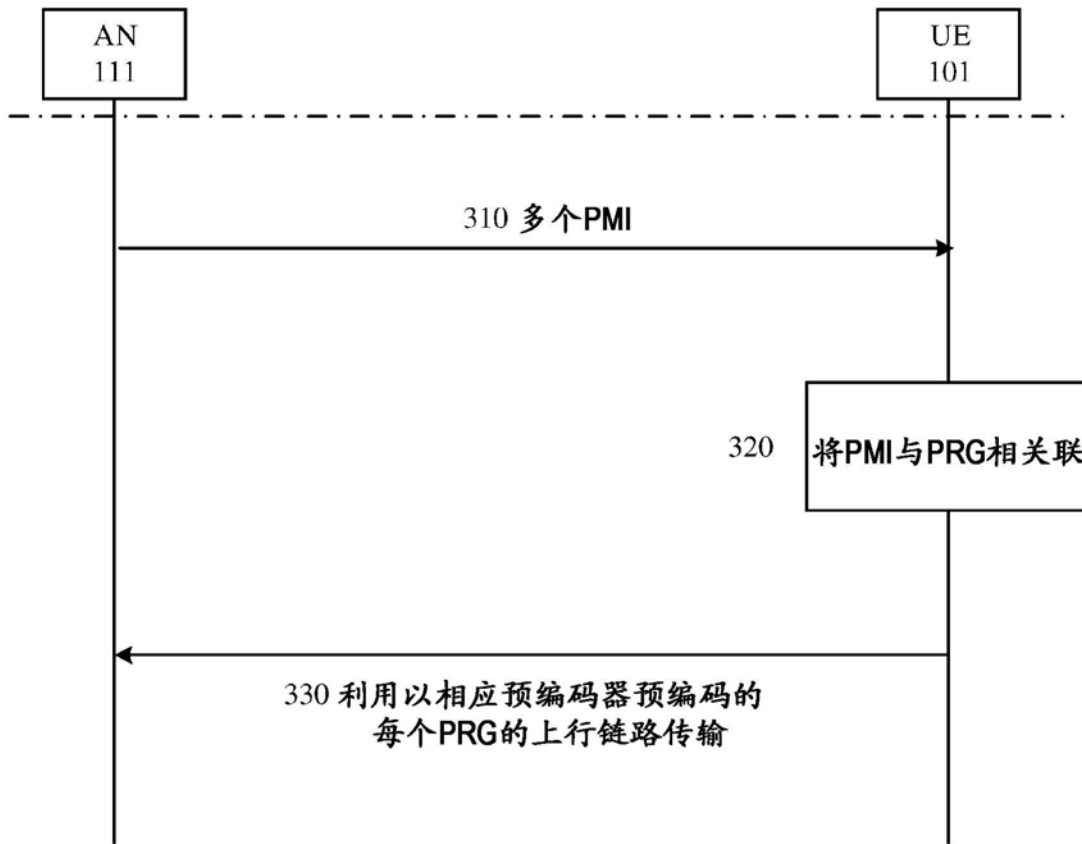 AN
111
UE
101
310 多个PMI
320
将PMI与PRG相关联
330 利用以相应预编码器预编码的
每个PRG的上行链路传输